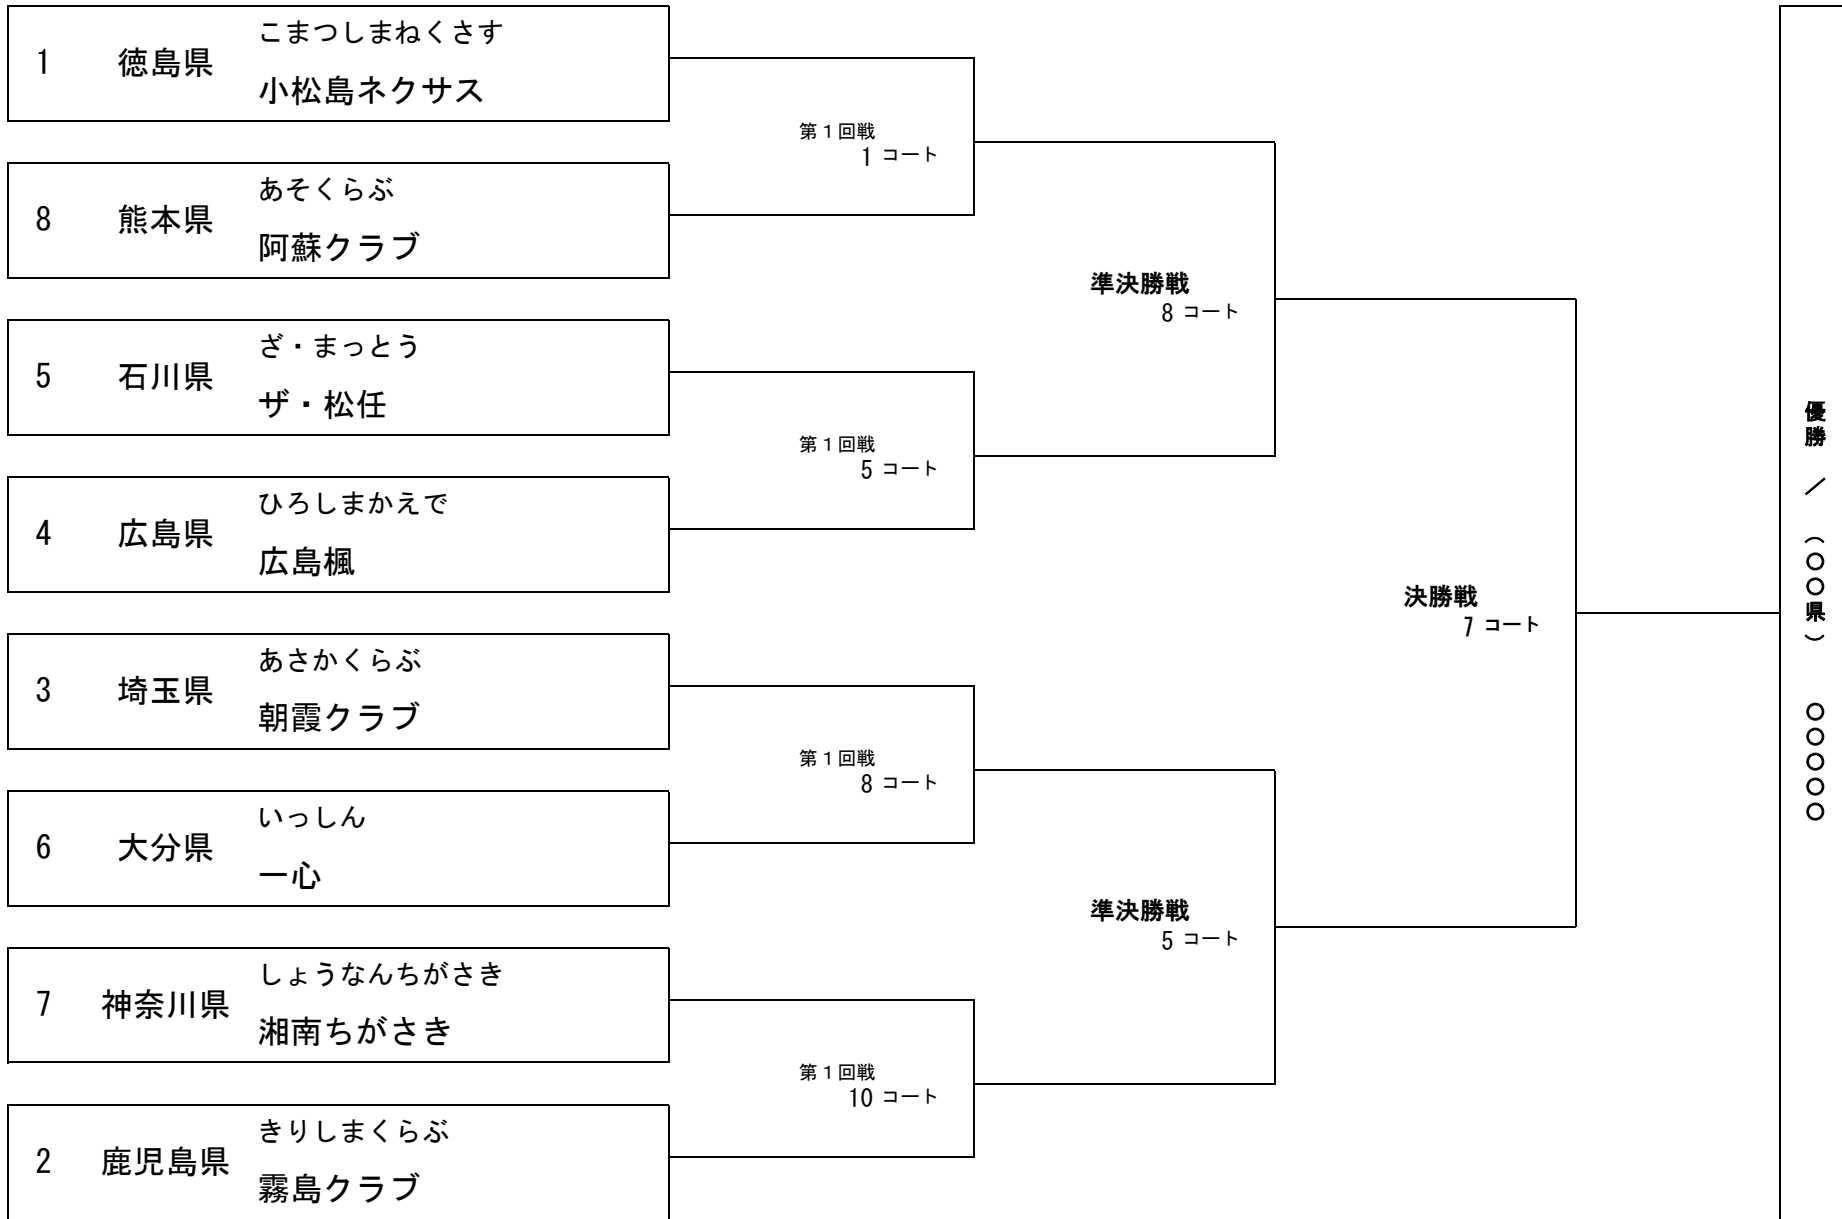 こまつしまねくさす
1 徳島県 小松島ネクサス
第1回戦
1 コート
あそくらぶ
8 熊本県 阿蘇クラブ
準決勝戦
8 コート
ざ・まっとう
5 石川県 ザ・松任
第1回戦
5 コート
ひろしまかえで
4 広島県 広島楓
決勝戦
7 コート
あさかくらぶ
3 埼玉県 朝霞クラブ
第1回戦
8 コート
いっしん
6 大分県 一心
準決勝戦
5 コート
しょうなんちがさき
7 神奈川県 湘南ちがさき
第1回戦
10 コート
きりしまくらぶ
2 鹿児島県 霧島クラブ
優勝 / (○○県) ○○○○○